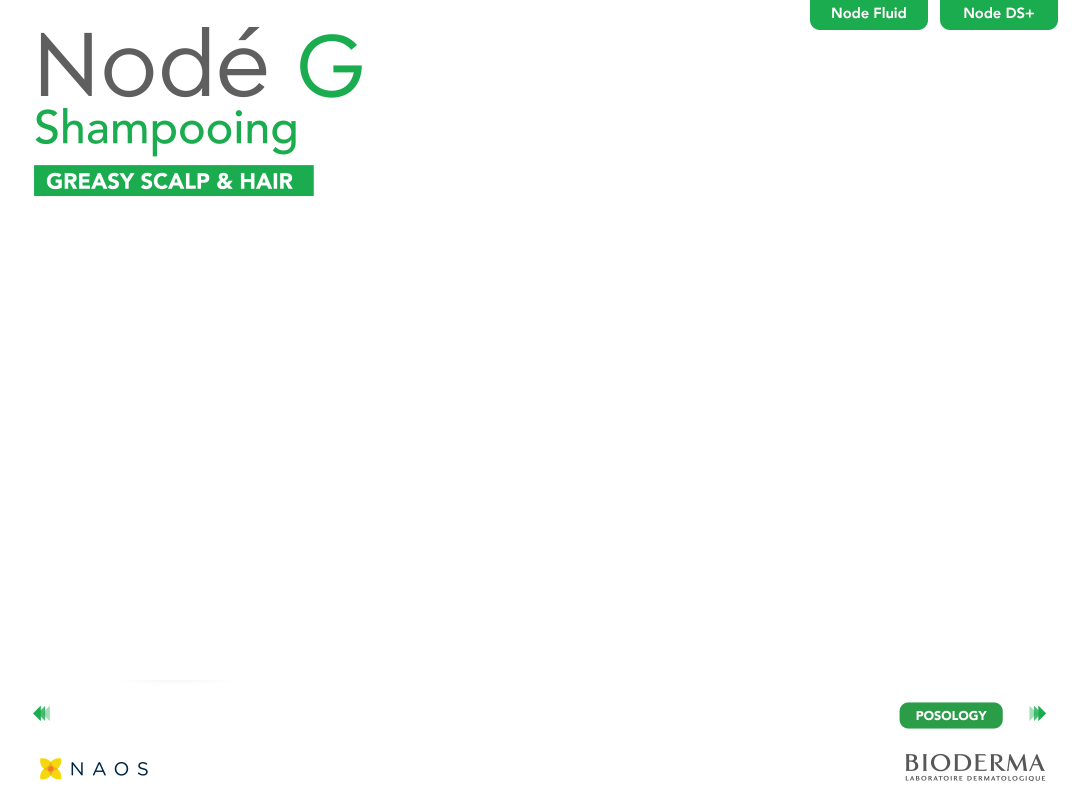 Node Fluid
Node DS+
Nodé G
Shampooing
GREASY SCALP & HAIR
POSOLOGY
NAOS
BIODERMA
LABORATOIRE DERMATOLOGIQUE